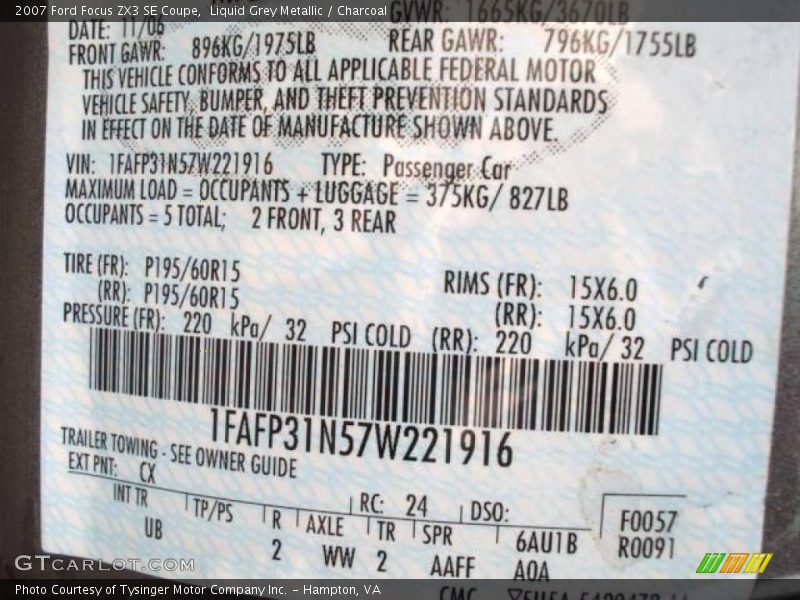 2007 Ford Focus ZX3 SE Coupe, Liquid Grey Metallic / Charcoal
DATE: 11/06 GVWR: 1665KG/3670LB
FRONT GAWR: 896KG/1975LB REAR GAWR: 796KG/1755LB
THIS VEHICLE CONFORMS TO ALL APPLICABLE FEDERAL MOTOR
VEHICLE SAFETY, BUMPER, AND THEFT PREVENTION STANDARDS
IN EFFECT ON THE DATE OF MANUFACTURE SHOWN ABOVE.
VIN: 1FAFP31N57W221916 TYPE: Passenger Car
MAXIMUM LOAD = OCCUPANTS + LUGGAGE = 375KG/ 827LB
OCCUPANTS = 5 TOTAL; 2 FRONT, 3 REAR
TIRE (FR): P195/60R15 RIMS (FR): 15X6.0
(RR): P195/60R15 (RR): 15X6.0
PRESSURE (FR): 220 kPa/ 32 PSI COLD (RR): 220 kPa/ 32 PSI COLD
1FAFP31N57W221916
TRAILER TOWING - SEE OWNER GUIDE
EXT PNT: CX RC: 24 DSO: F0057
INT TR TP/PS R AXLE TR SPR 6AU1B R0091
UB 2 WW 2 AAFF A0A
GTCARLOT.COM
Photo Courtesy of Tysinger Motor Company Inc. - Hampton, VA